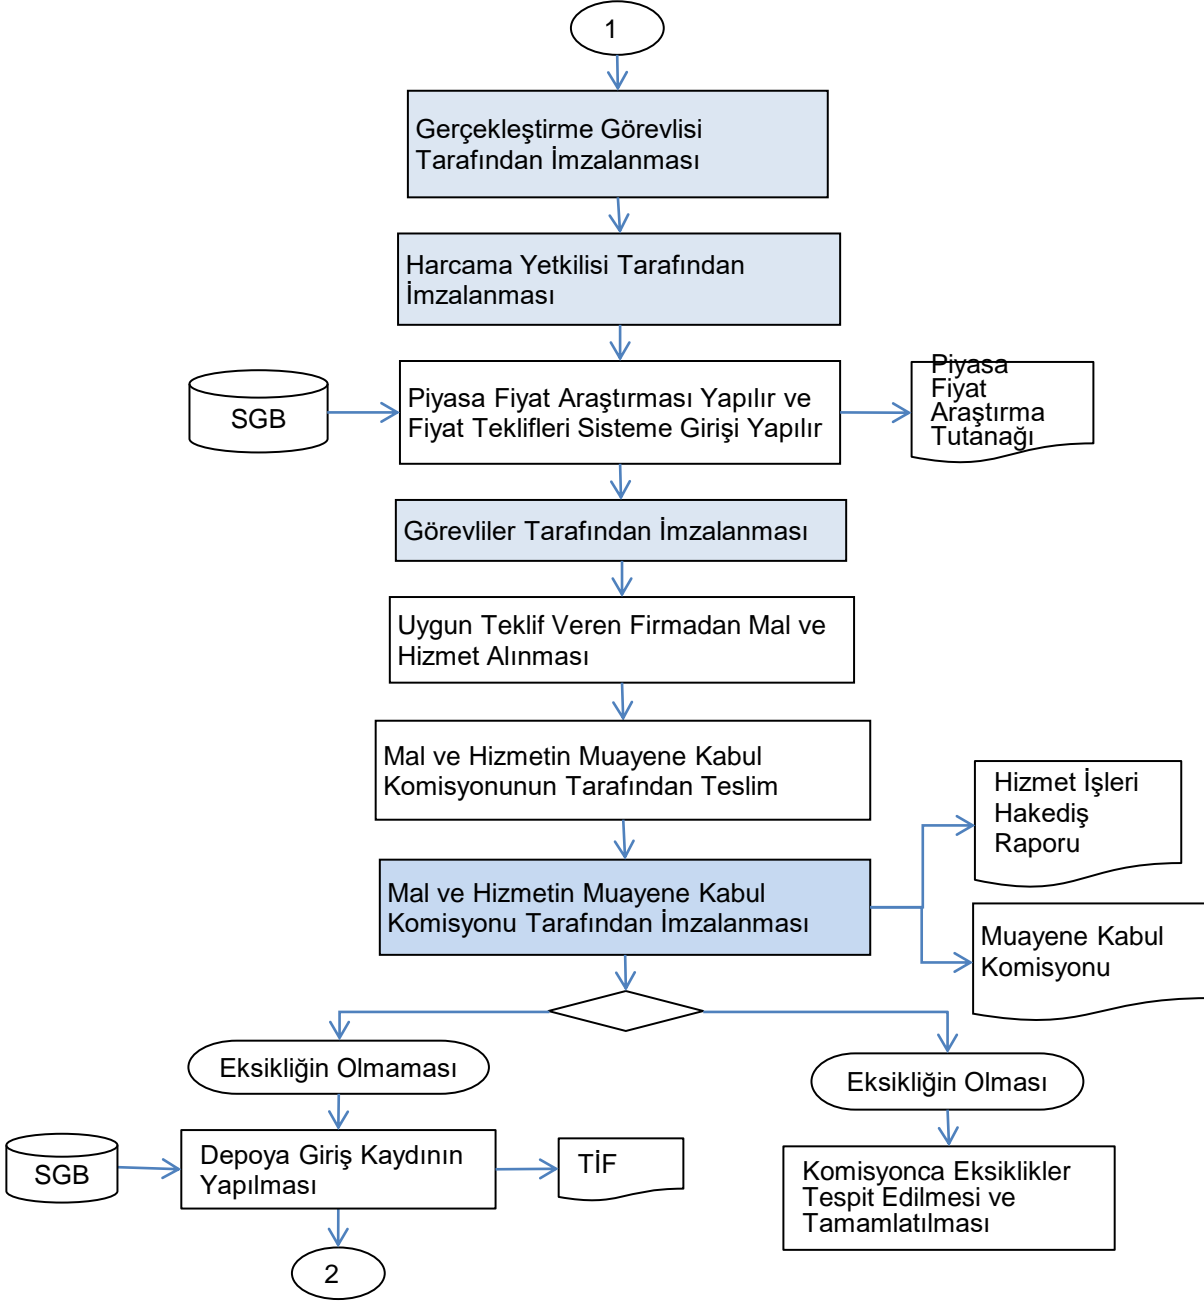 1
Gerçekleştirme Görevlisi
Tarafından İmzalanması
Harcama Yetkilisi Tarafından
İmzalanması
SGB
Piyasa Fiyat Araştırması Yapılır ve
Fiyat Teklifleri Sisteme Girişi Yapılır
Piyasa
Fiyat
Araştırma
Tutanağı
Görevliler Tarafından İmzalanması
Uygun Teklif Veren Firmadan Mal ve
Hizmet Alınması
Mal ve Hizmetin Muayene Kabul
Komisyonunun Tarafından Teslim
Hizmet İşleri
Hakediş
Raporu
Mal ve Hizmetin Muayene Kabul
Komisyonu Tarafından İmzalanması
Muayene Kabul
Komisyonu
Eksikliğin Olmaması
Eksikliğin Olması
SGB
Depoya Giriş Kaydının
Yapılması
TİF
Komisyonca Eksiklikler
Tespit Edilmesi ve
Tamamlatılması
2